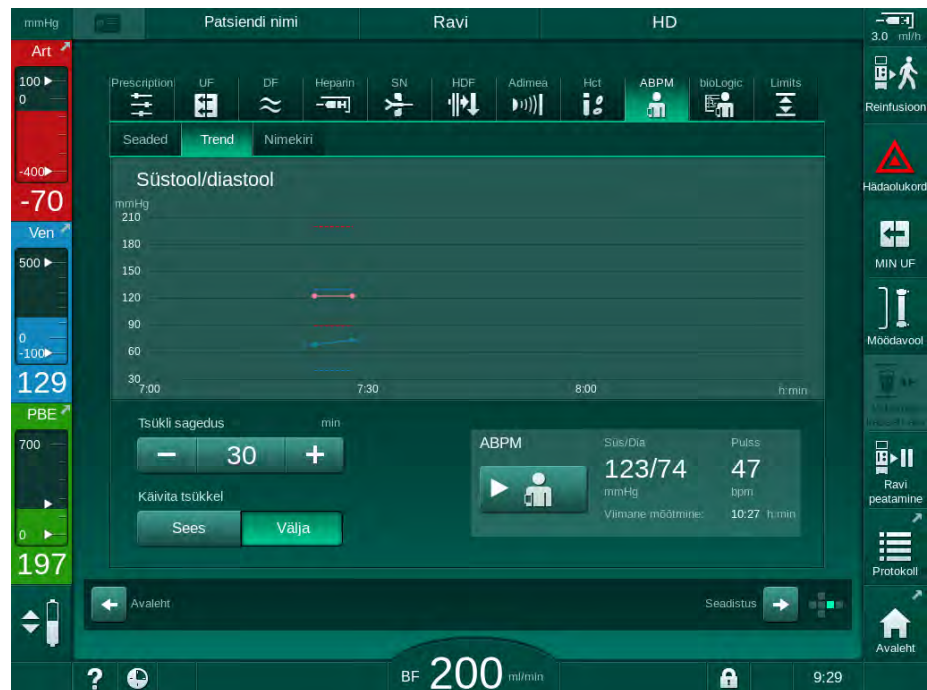 mmHg
Patsiendi nimi
Ravi
HD
3.0 ml/h
Art
100
0
-400
-70
Ven
500
0
-100
129
PBE
700
0
197
Prescription
UF
DF
Heparin
SN
HDF
Adimea
Hct
ABPM
bioLogic
Limits
Seaded
Trend
Nimekiri
Süstool/diastool
mmHg
210
180
150
120
90
60
30
7:00
7:30
8:00
h:min
Tsükli sagedus
min
30
Käivita tsükkel
Sees
Välja
ABPM
Süs/Dia
Pulss
123/74
47
mmHg
bpm
Viimane mõõtmine:
10:27 h:min
Avaleht
Seadistus
Reinfusioon
Hädaolukord
MIN UF
Möödavool
Ravi
peatamine
Protokoll
Avaleht
?
BF 200 ml/min
9:29